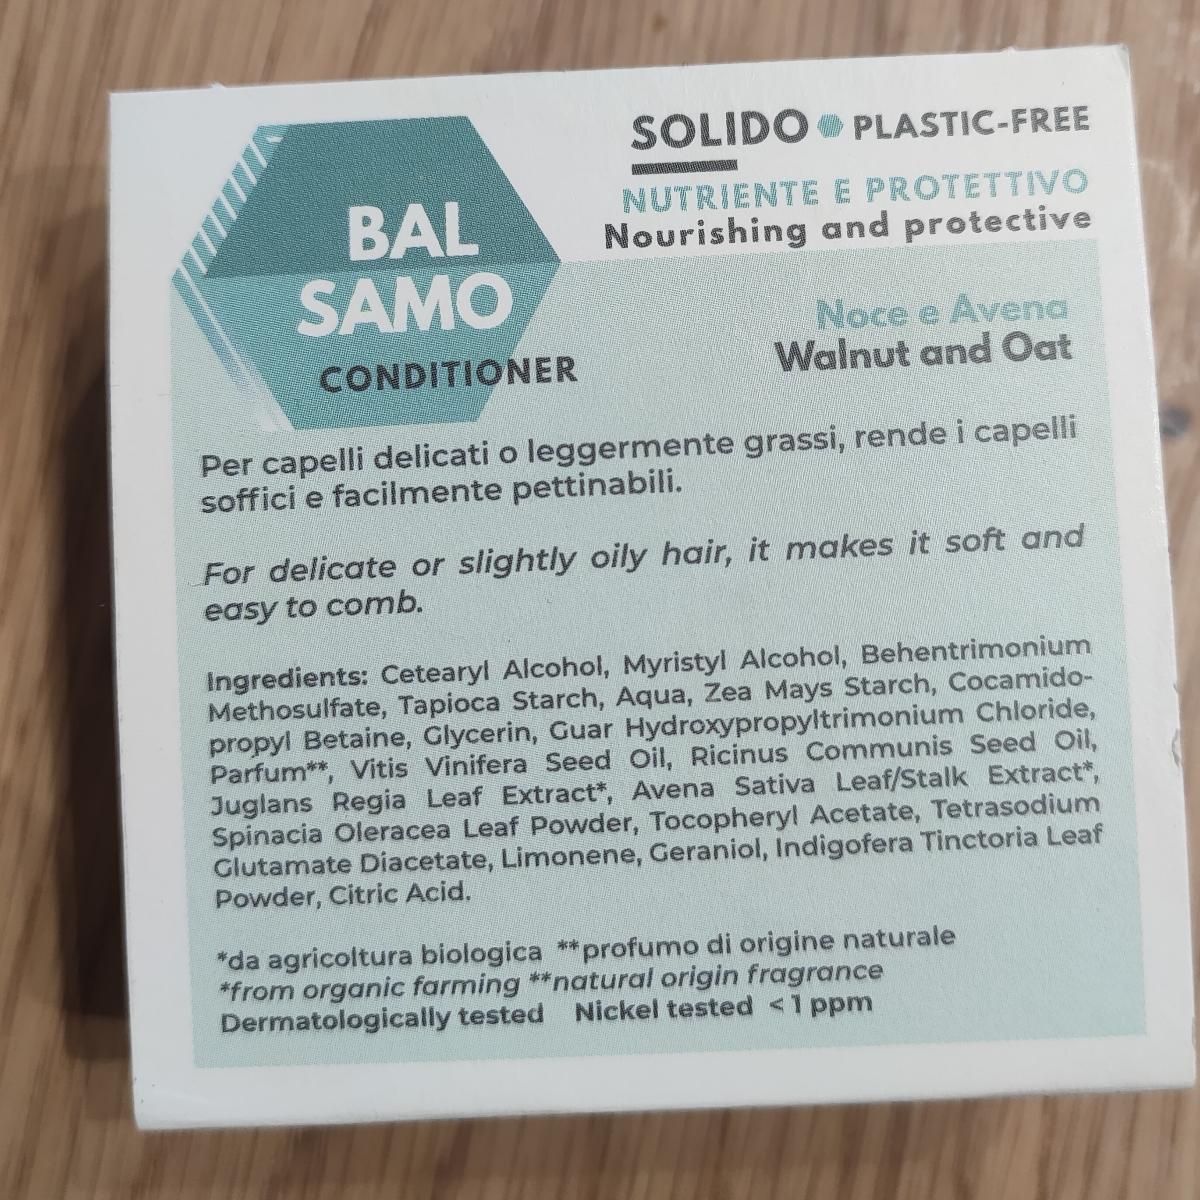 BAL
SAMO
CONDITIONER
SOLIDO PLASTIC-FREE
NUTRIENTE E PROTETTIVO
Nourishing and protective
Noce e Avena
Walnut and Oat
Per capelli delicati o leggermente grassi, rende i capelli
soffici e facilmente pettinabili.
For delicate or slightly oily hair, it makes it soft and
easy to comb.
Ingredients: Cetearyl Alcohol, Myristyl Alcohol, Behentrimonium
Methosulfate, Tapioca Starch, Aqua, Zea Mays Starch, Cocamido-
propyl Betaine, Glycerin, Guar Hydroxypropyltrimonium Chloride,
Parfum**, Vitis Vinifera Seed Oil, Ricinus Communis Seed Oil,
Juglans Regia Leaf Extract*, Avena Sativa Leaf/Stalk Extract*,
Spinacia Oleracea Leaf Powder, Tocopheryl Acetate, Tetrasodium
Glutamate Diacetate, Limonene, Geraniol, Indigofera Tinctoria Leaf
Powder, Citric Acid.
*da agricoltura biologica **profumo di origine naturale
*from organic farming **natural origin fragrance
Dermatologically tested Nickel tested < 1 ppm